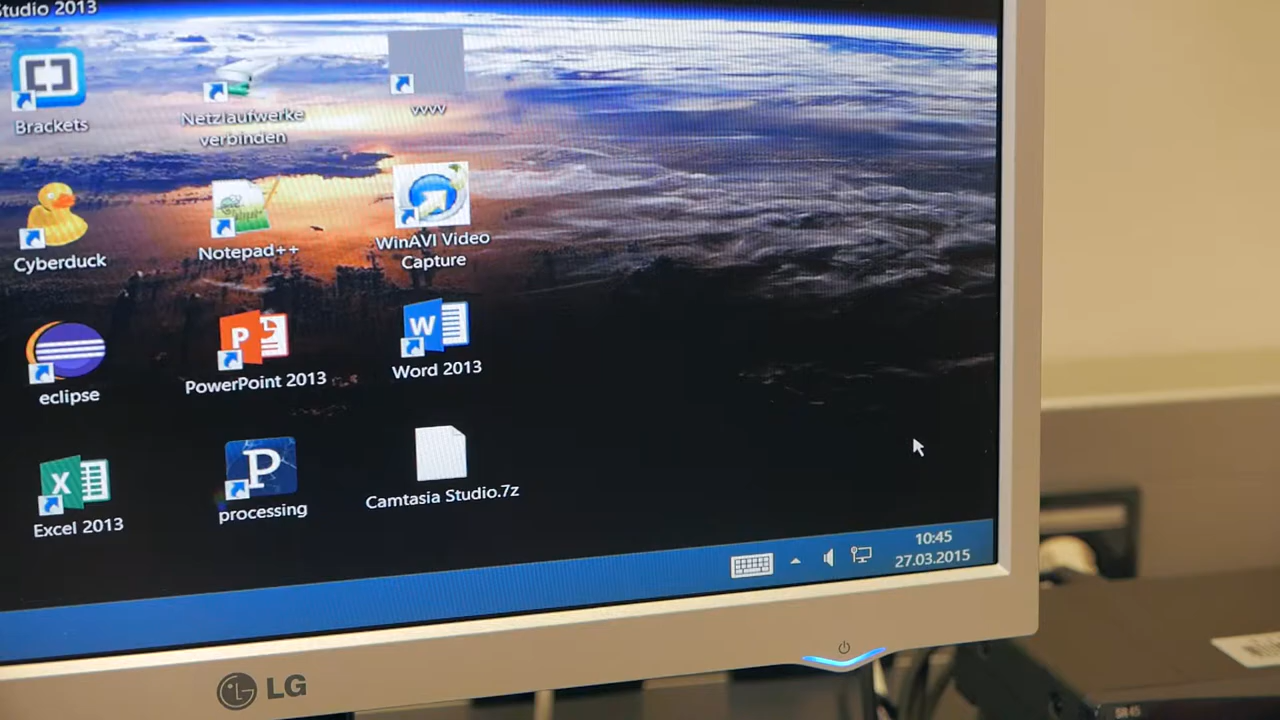 Studio 2013
Brackets
Netzlaufwerke
verbinden
vvvv
Cyberduck
Notepad++
WinAVI Video
Capture
eclipse
P
PowerPoint 2013
W
Word 2013
X
Excel 2013
P
processing
Camtasia Studio.7z
10:45
27.03.2015
LG